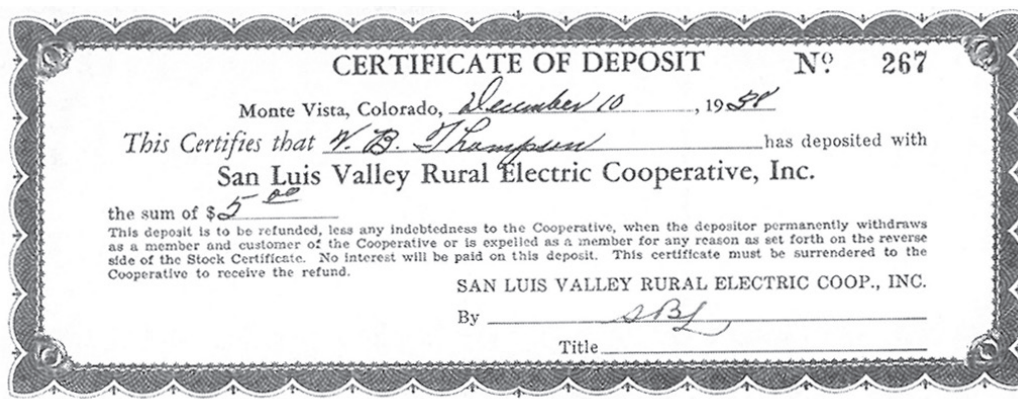 CERTIFICATE OF DEPOSIT Nº 267
Monte Vista, Colorado, December 10, 1938
This Certifies that W. B. Thompson has deposited with
San Luis Valley Rural Electric Cooperative, Inc.
the sum of $ 5 00
This deposit is to be refunded, less any indebtedness to the Cooperative, when the depositor permanently withdraws
as a member and customer of the Cooperative or is expelled as a member for any reason as set forth on the reverse
side of the Stock Certificate. No interest will be paid on this deposit. This certificate must be surrendered to the
Cooperative to receive the refund.
SAN LUIS VALLEY RURAL ELECTRIC COOP., INC.
By
Title